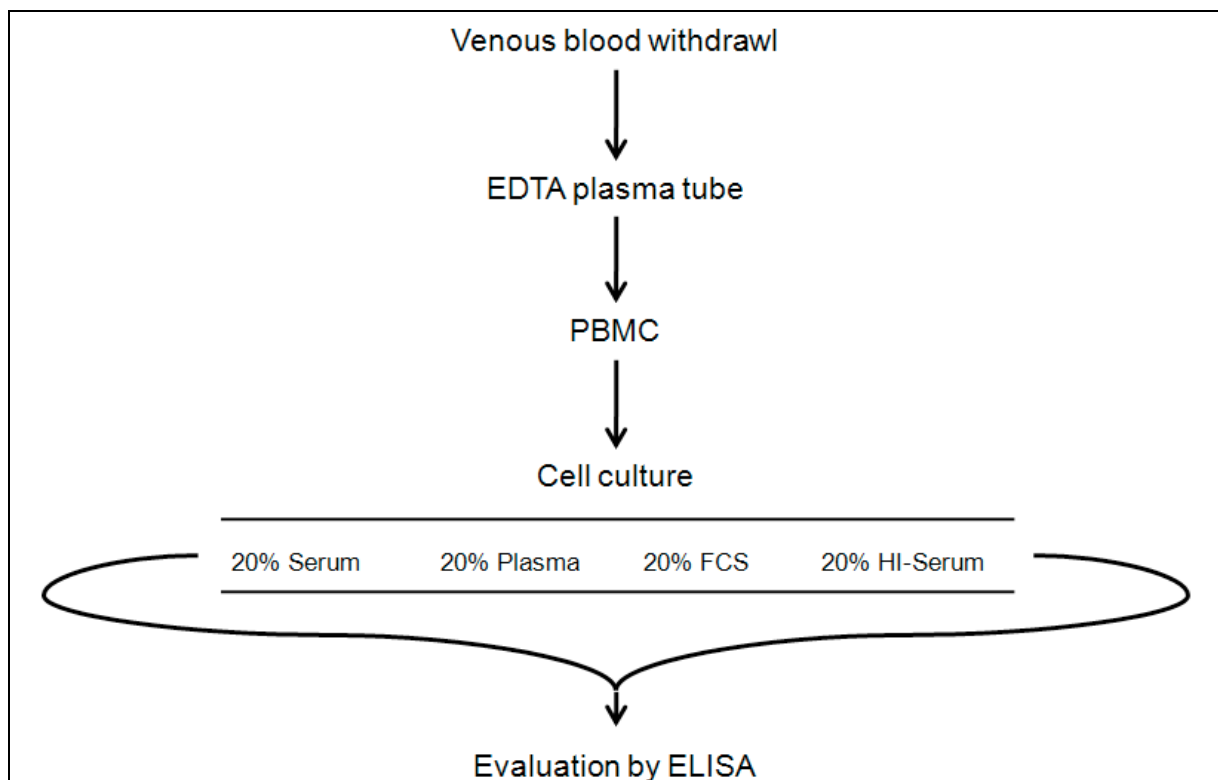 Venous blood withdrawl
EDTA plasma tube
PBMC
Cell culture
20% Serum 20% Plasma 20% FCS 20% HI-Serum
Evaluation by ELISA